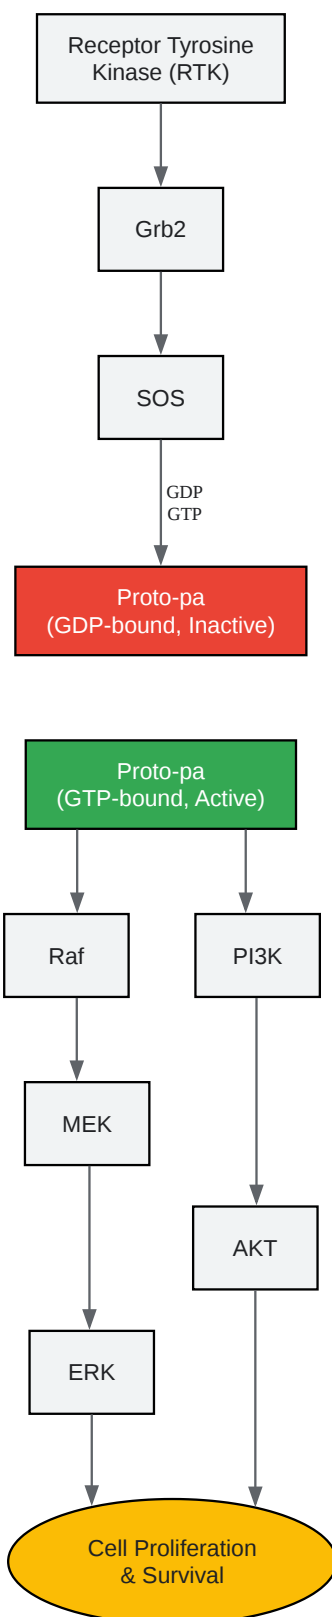 Receptor Tyrosine
Kinase (RTK)
Grb2
SOS
GDP
GTP
Proto-pa
(GDP-bound, Inactive)
Proto-pa
(GTP-bound, Active)
Raf
PI3K
MEK
AKT
ERK
Cell Proliferation
& Survival